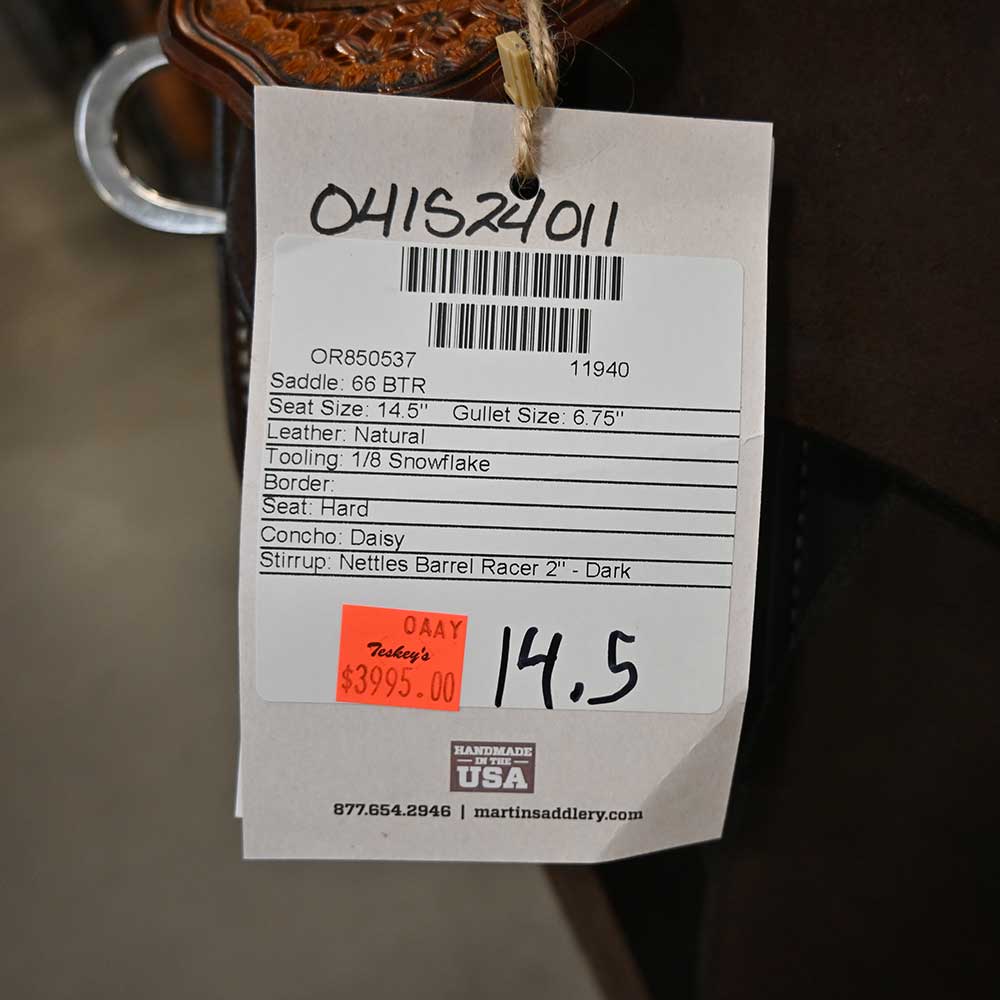 041S24011
OR850537 11940
Saddle: 66 BTR
Seat Size: 14.5" Gullet Size: 6.75"
Leather: Natural
Tooling: 1/8 Snowflake
Border:
Seat: Hard
Concho: Daisy
Stirrup: Nettles Barrel Racer 2" - Dark
OAAY
Teskey's
$3995.00
14.5
HANDMADE
IN THE
USA
877.654.2946 | martinsaddlery.com